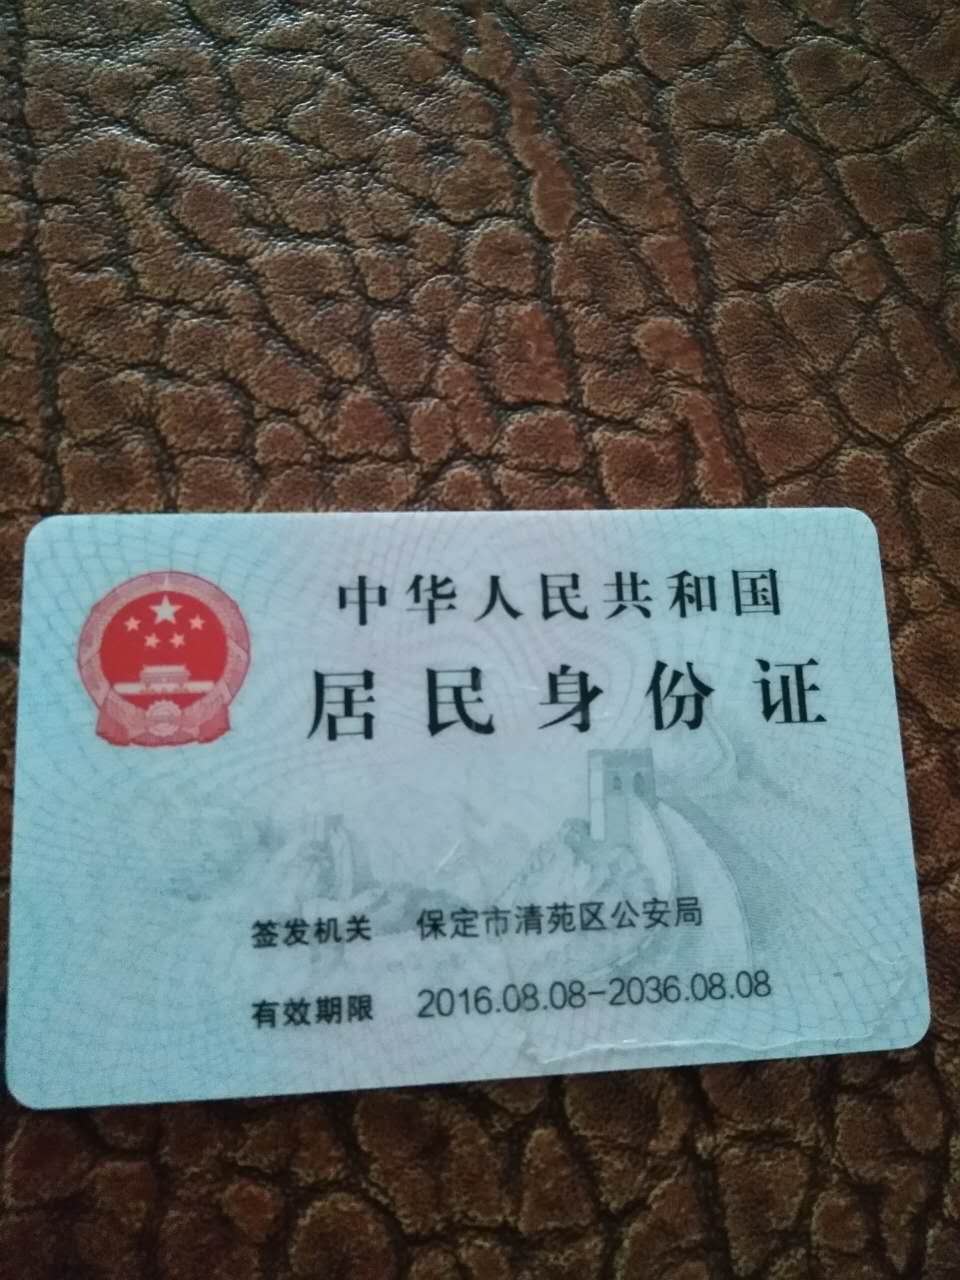 中华人民共和国
居民身份证
签发机关 保定市清苑区公安局
有效期限 2016.08.08-2036.08.08